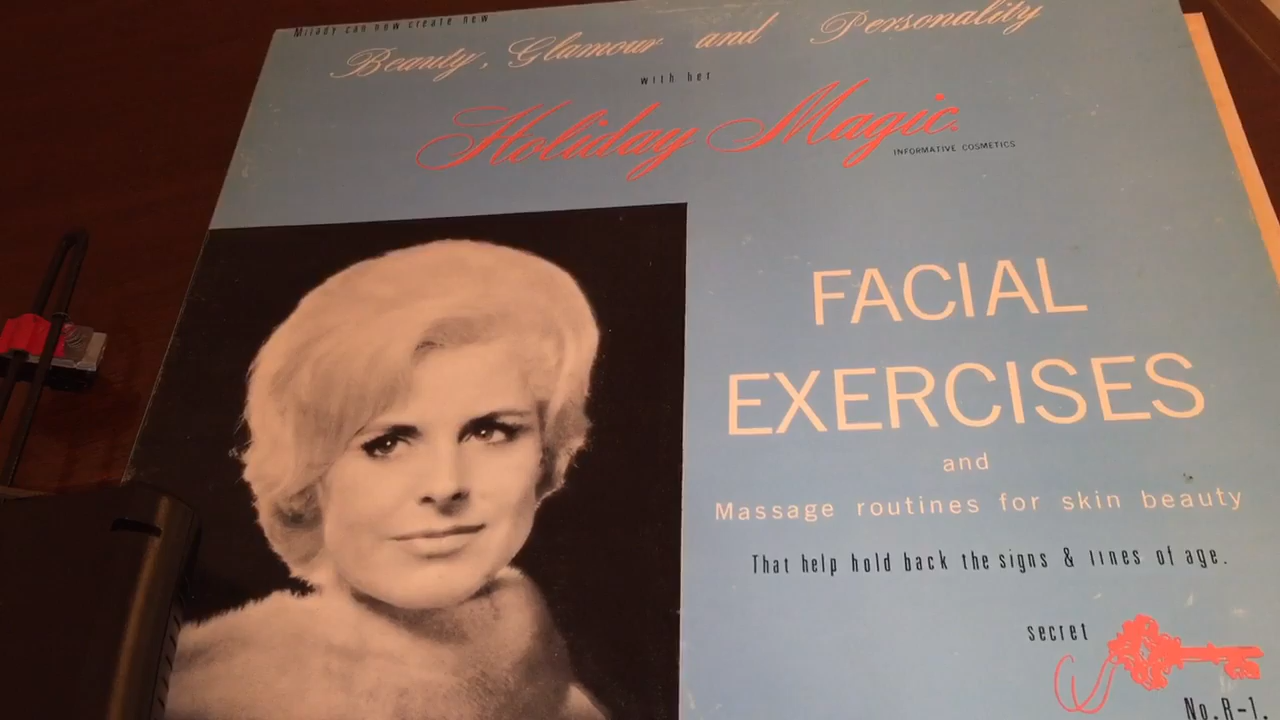 Milady can now create new
Beauty, Glamour and Personality
with her
Holiday Magic.
INFORMATIVE COSMETICS
FACIAL
EXERCISES
and
Massage routines for skin beauty
That help hold back the signs & lines of age.
secret
No. R-1.